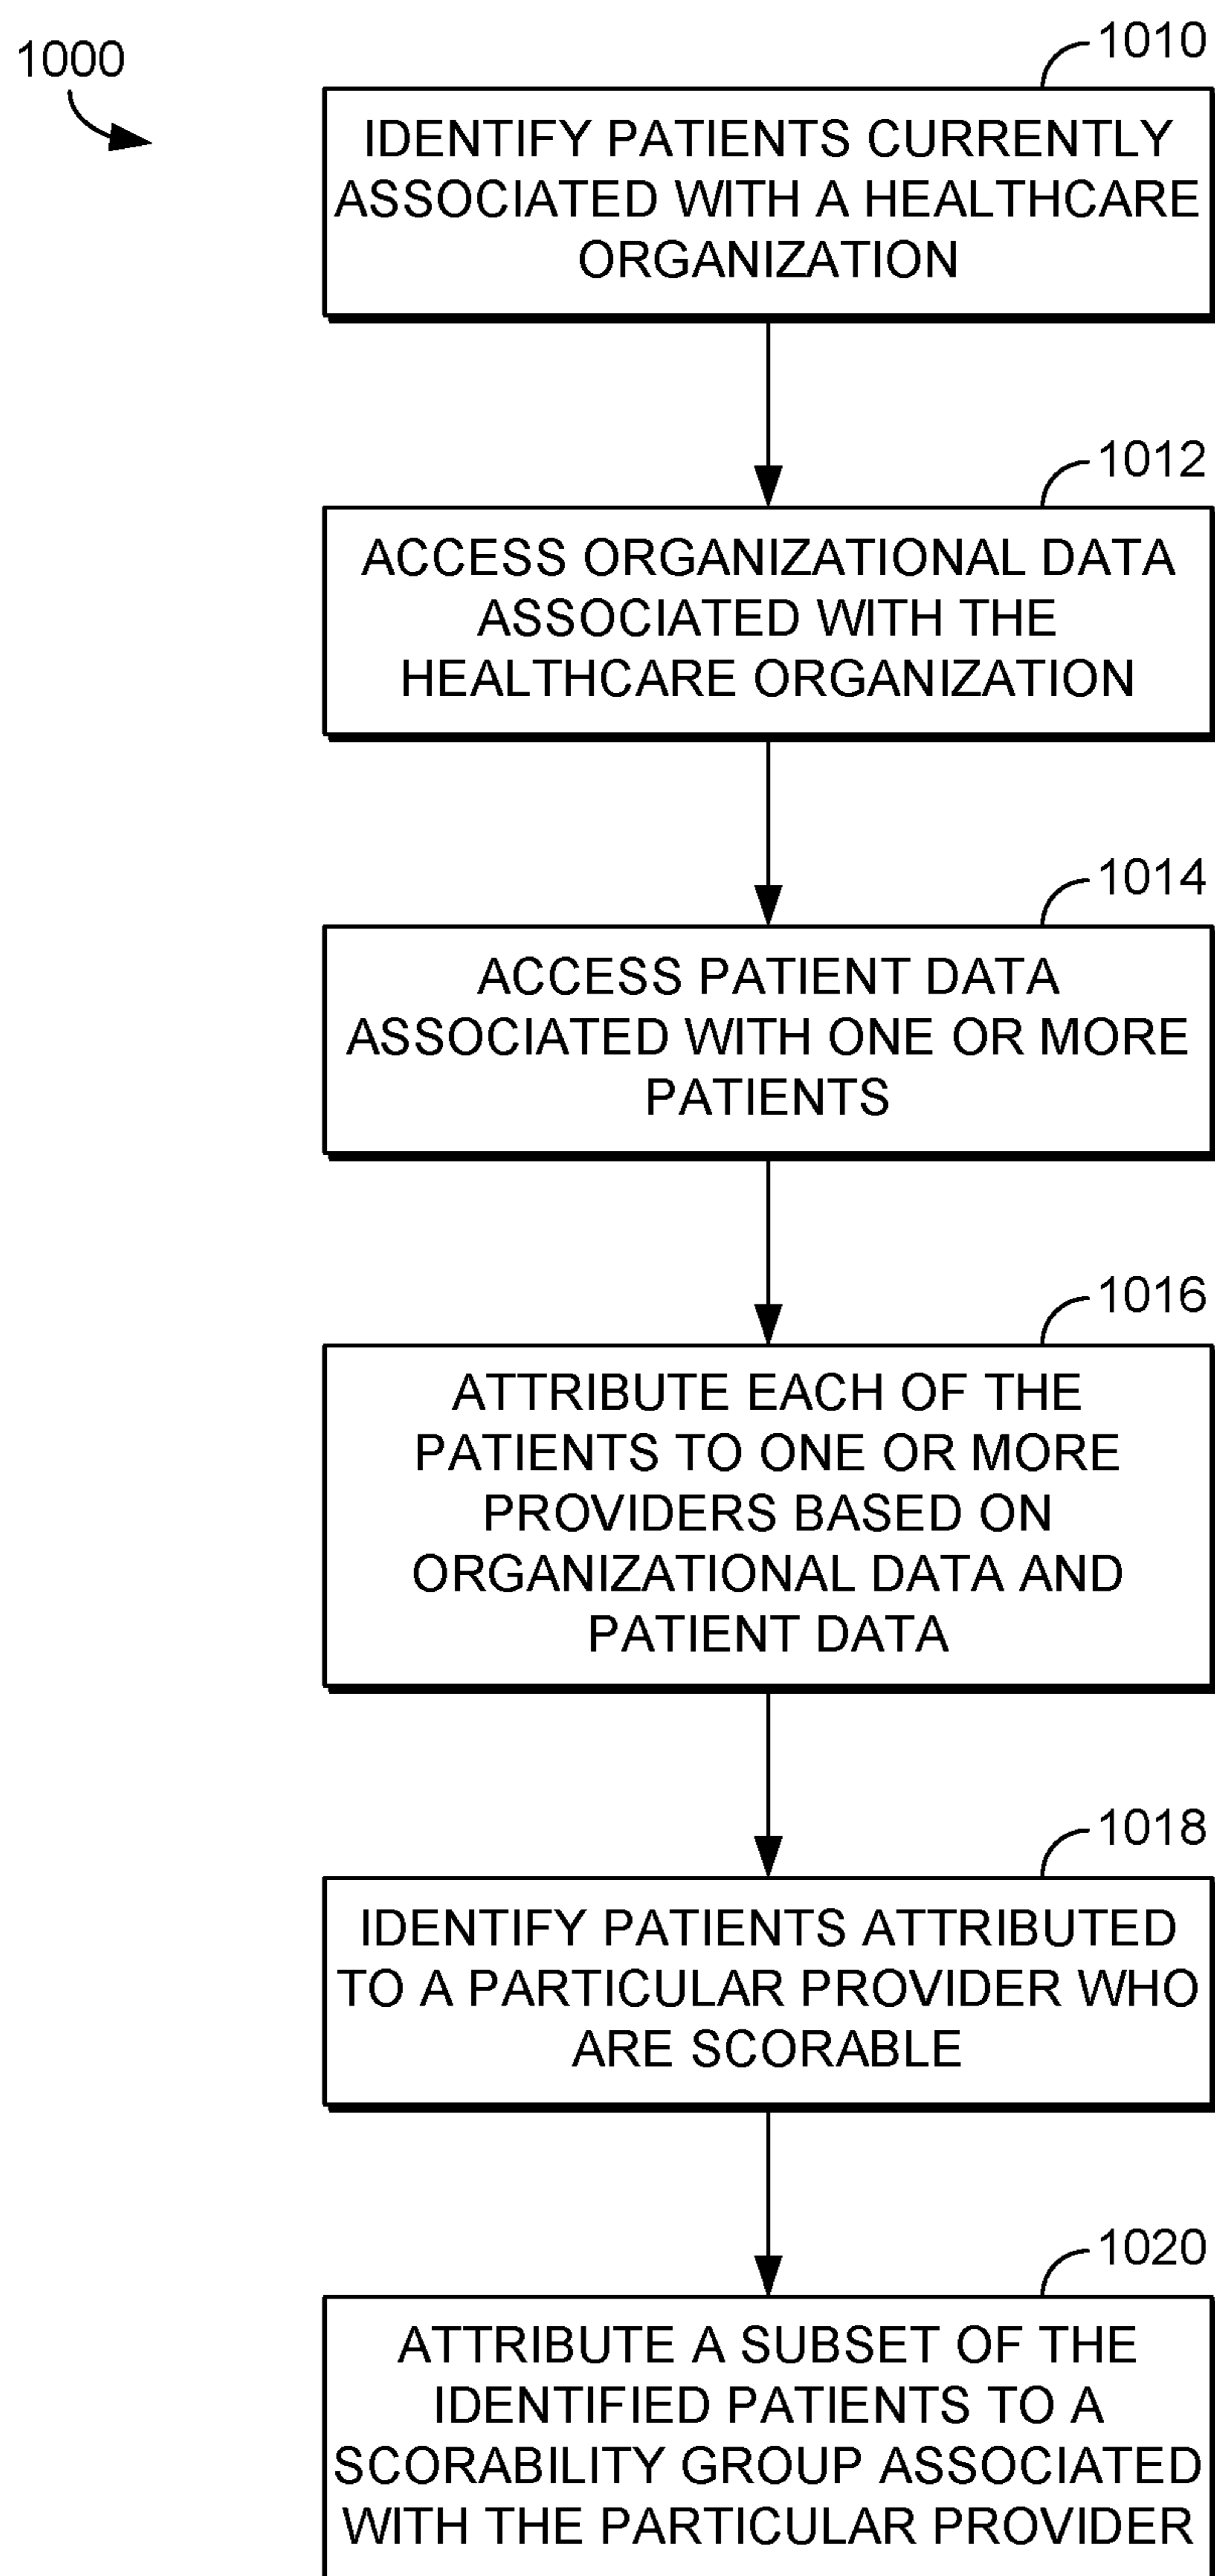 1000
1010
IDENTIFY PATIENTS CURRENTLY
ASSOCIATED WITH A HEALTHCARE
ORGANIZATION
1012
ACCESS ORGANIZATIONAL DATA
ASSOCIATED WITH THE
HEALTHCARE ORGANIZATION
1014
ACCESS PATIENT DATA
ASSOCIATED WITH ONE OR MORE
PATIENTS
1016
ATTRIBUTE EACH OF THE
PATIENTS TO ONE OR MORE
PROVIDERS BASED ON
ORGANIZATIONAL DATA AND
PATIENT DATA
1018
IDENTIFY PATIENTS ATTRIBUTED
TO A PARTICULAR PROVIDER WHO
ARE SCORABLE
1020
ATTRIBUTE A SUBSET OF THE
IDENTIFIED PATIENTS TO A
SCORABILITY GROUP ASSOCIATED
WITH THE PARTICULAR PROVIDER